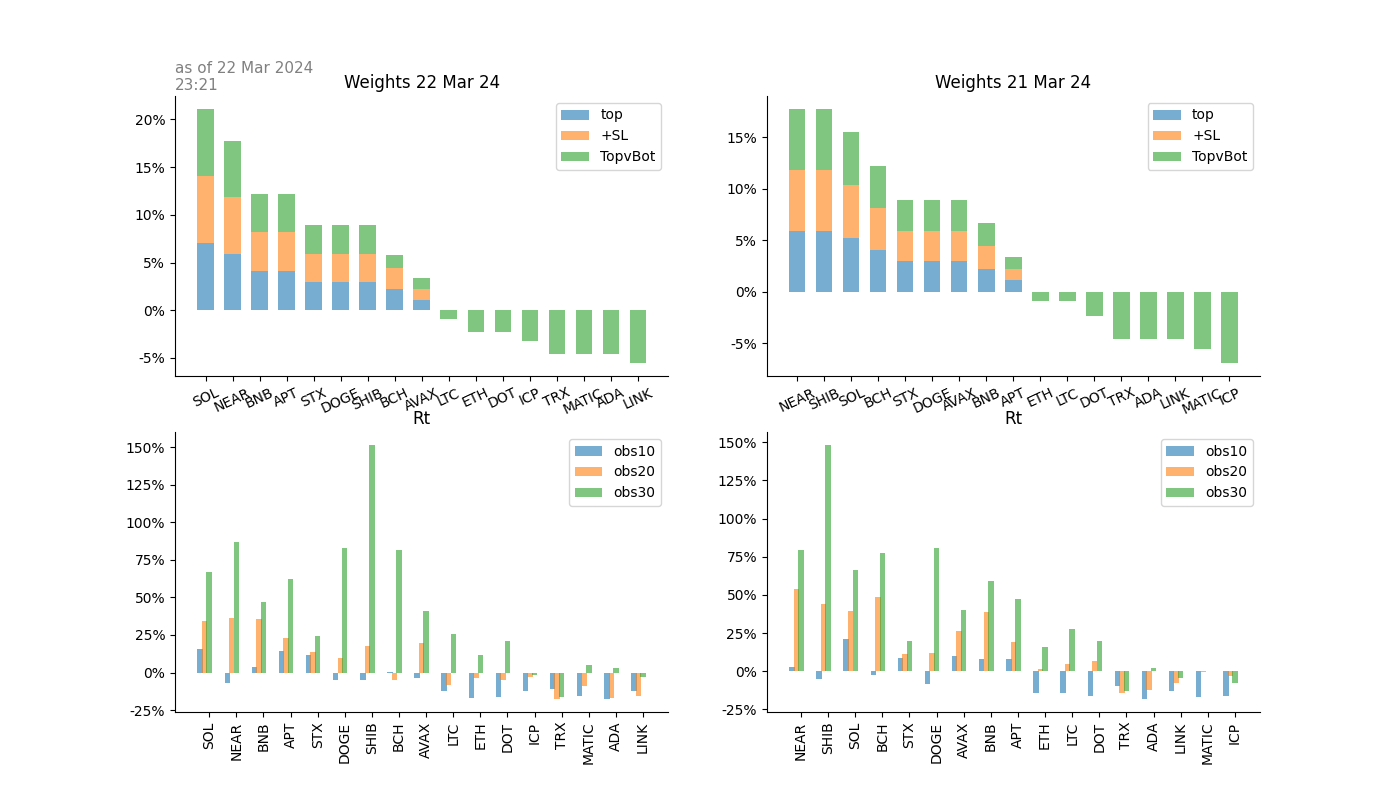 as of 22 Mar 2024
23:21
Weights 22 Mar 24
20%
15%
10%
5%
0%
-5%
top
+SL
TopvBot
SOL NEAR BNB APT STX DOGE SHIB BCH AVAX LTC ETH DOT ICP TRX MATIC ADA LINK
Weights 21 Mar 24
15%
10%
5%
0%
-5%
top
+SL
TopvBot
NEAR SHIB SOL BCH STX DOGE AVAX BNB APT ETH LTC DOT TRX ADA LINK MATIC ICP
Rt
150%
125%
100%
75%
50%
25%
0%
-25%
obs10
obs20
obs30
SOL NEAR BNB APT STX DOGE SHIB BCH AVAX LTC ETH DOT ICP TRX MATIC ADA LINK
Rt
150%
125%
100%
75%
50%
25%
0%
-25%
obs10
obs20
obs30
NEAR SHIB SOL BCH STX DOGE AVAX BNB APT ETH LTC DOT TRX ADA LINK MATIC ICP